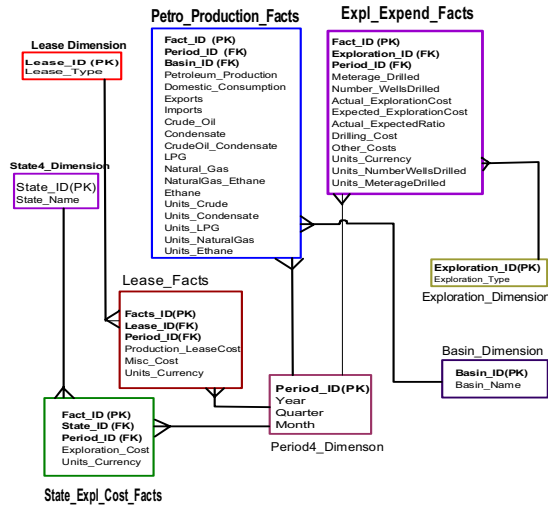 Petro_Production_Facts
Fact_ID (PK)
Period_ID (FK)
Basin_ID (FK)
Petroleum_Production
Domestic_Consumption
Exports
Imports
Crude_Oil
Condensate
CrudeOil_Condensate
LPG
Natural_Gas
NaturalGas_Ethane
Ethane
Units_Crude
Units_Condensate
Units_LPG
Units_NaturalGas
Units_Ethane
Expl_Expend_Facts
Fact_ID (PK)
Exploration_ID (FK)
Period_ID (FK)
Meterage_Drilled
Number_WellsDrilled
Actual_ExplorationCost
Expected_ExplorationCost
Actual_ExpectedRatio
Drilling_Cost
Other_Costs
Units_Currency
Units_NumberWellsDrilled
Units_MeterageDrilled
Lease Dimension
Lease_ID (PK)
Lease_Type
State4_Dimension
State_ID(PK)
State_Name
Exploration_ID(PK)
Exploration_Type
Exploration_Dimension
Lease_Facts
Facts_ID(PK)
Lease_ID(FK)
Period_ID(FK)
Production_LeaseCost
Misc_Cost
Units_Currency
Basin_Dimension
Basin_ID(PK)
Basin_Name
Period_ID(PK)
Year
Quarter
Month
Period4_Dimenson
Fact_ID (PK)
State_ID (FK)
Period_ID (FK)
Exploration_Cost
Units_Currency
State_Expl_Cost_Facts